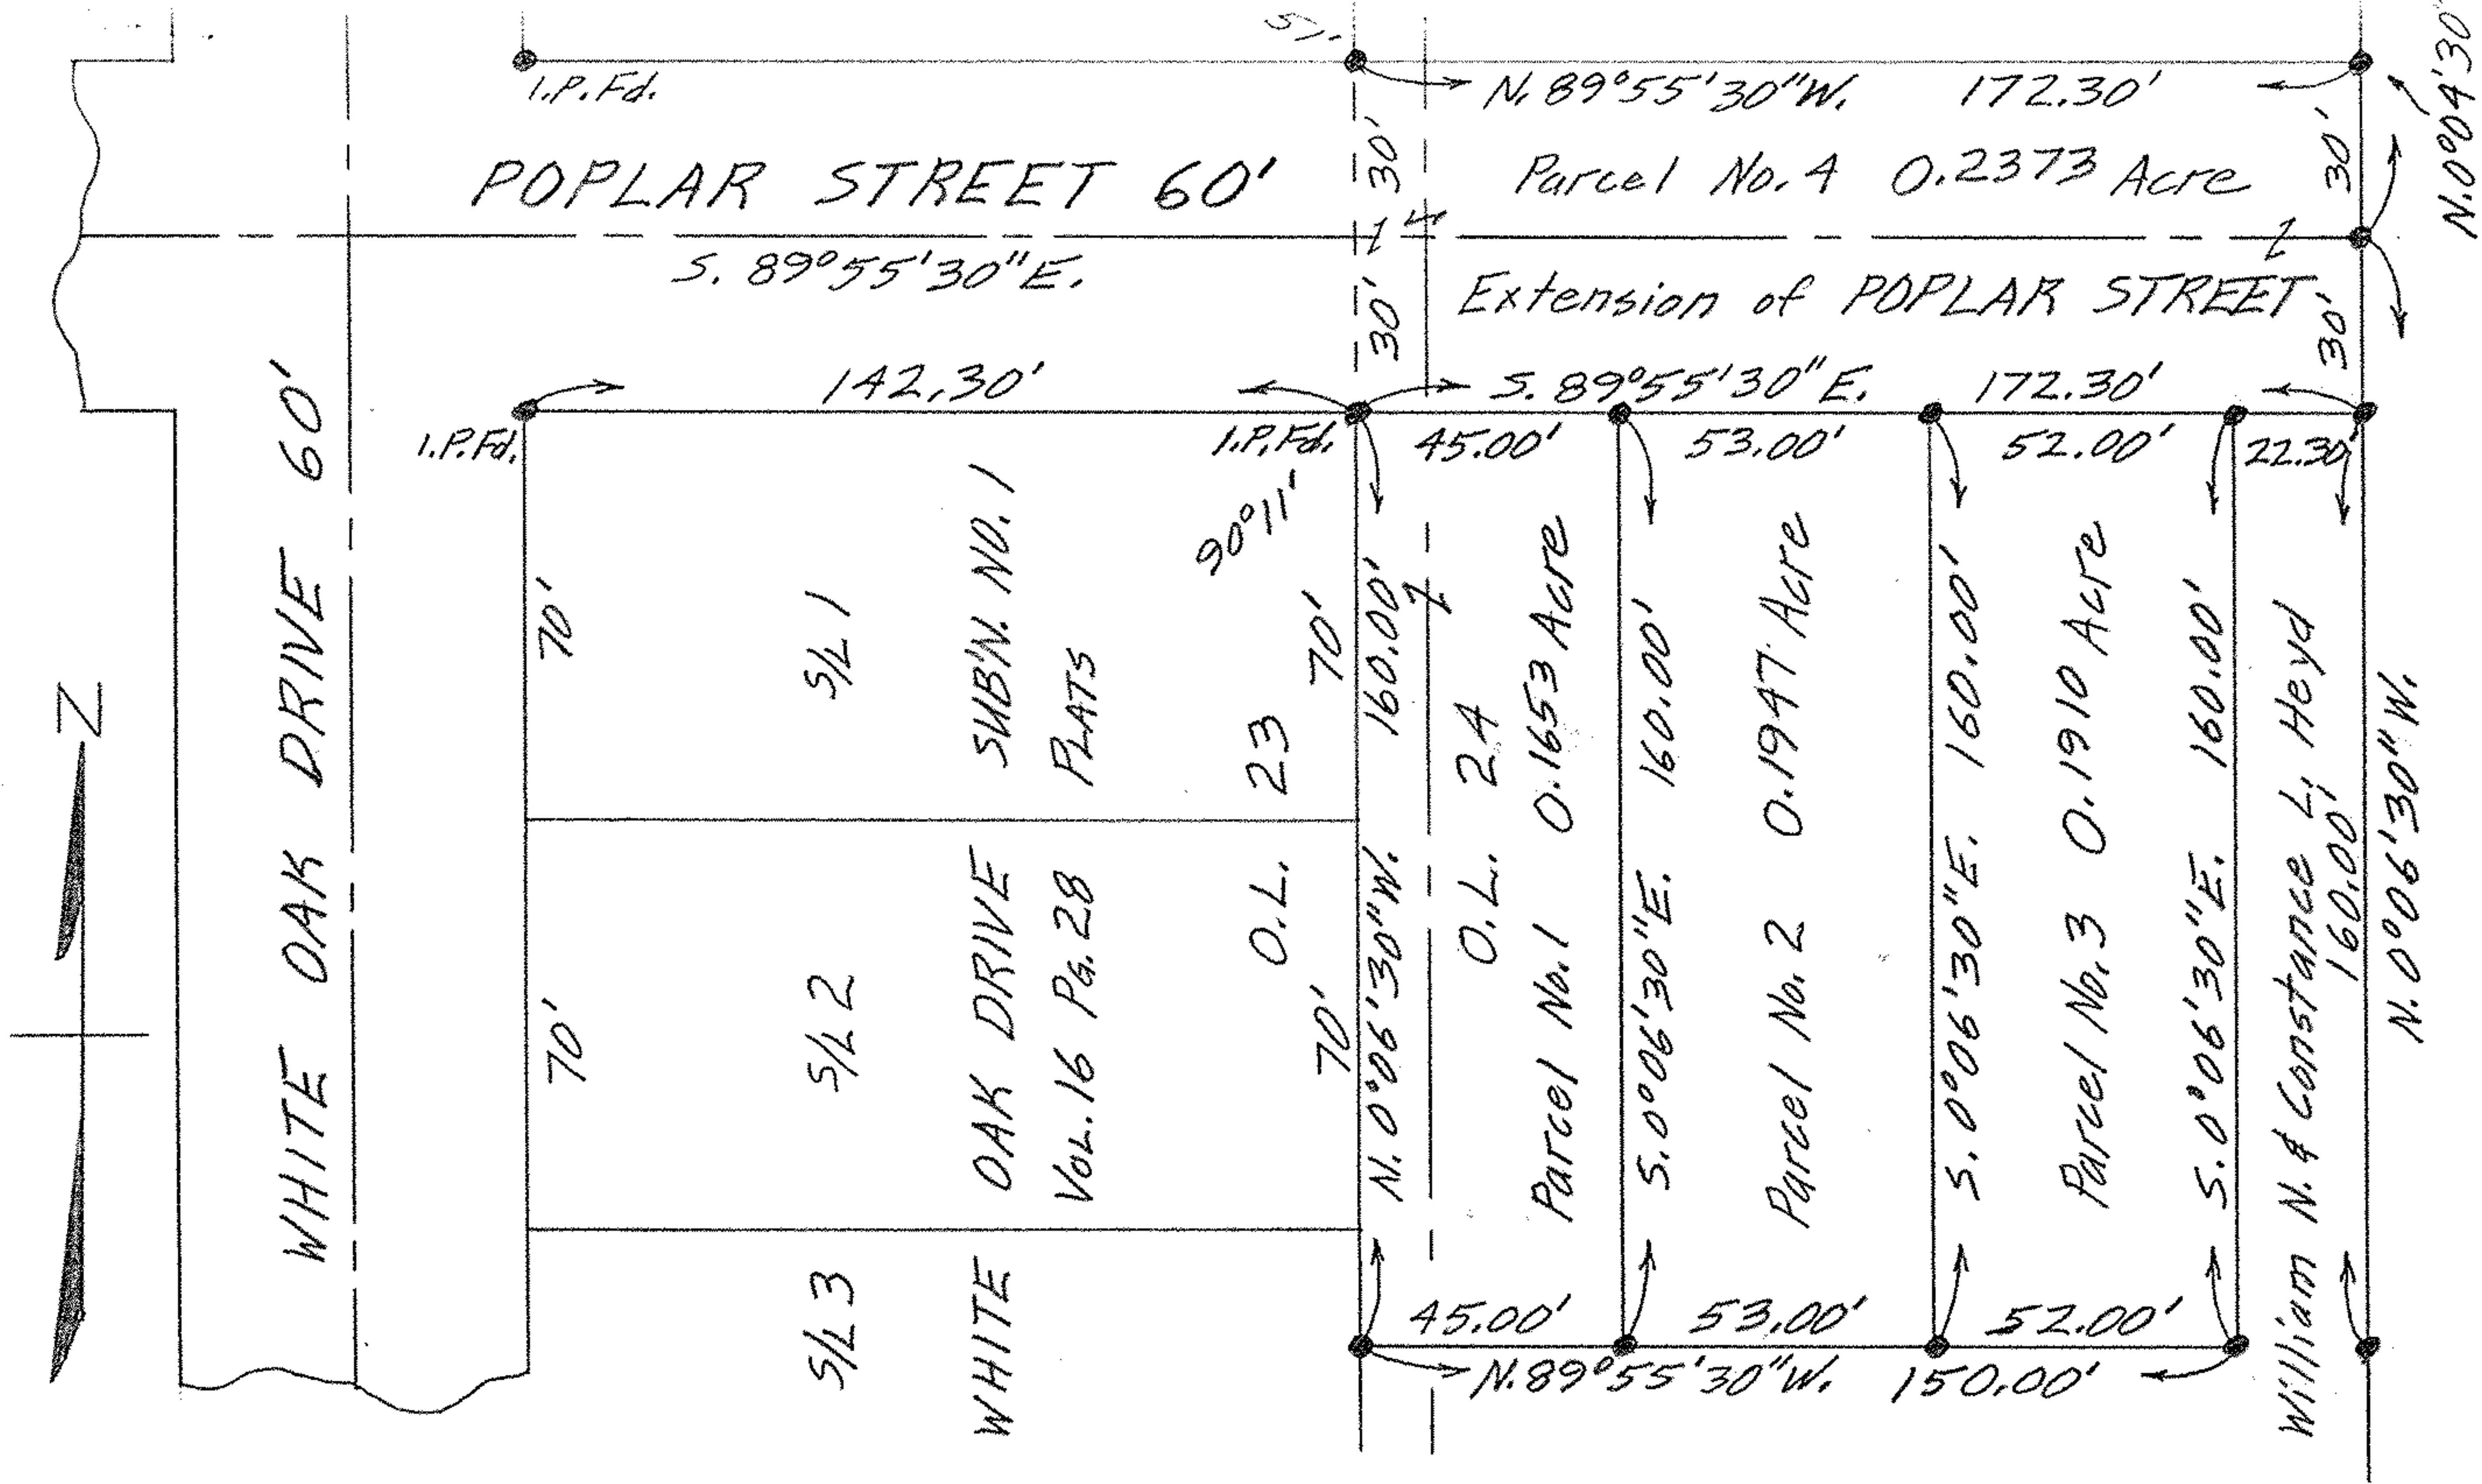 I.P.Fd.
N. 89°55'30"W. 172.30'
N.0°04'30"
POPLAR STREET 60'
30'
Parcel No. 4 0.2373 Acre
30'
S. 89°55'30"E.
30'
Extension of POPLAR STREET
30'
142.30'
S. 89°55'30"E. 172.30'
I.P.Fd.
I.P.Fd.
45.00'
53.00'
52.00'
22.30'
90°11'
WHITE OAK DRIVE 60'
N
70'
S/L 1
SUB'N. NO. 1
PLATS
70'
70'
S/L 2
OAK DRIVE
VOL. 16 PG. 28
O.L. 23
70'
S/L 3
WHITE
N. 0°06'30"W. 160.00'
O.L. 24
Parcel No. 1 0.1653 Acre
S. 0°06'30"E. 160.00'
Parcel No. 2 0.1947 Acre
S. 0°06'30"E. 160.00'
Parcel No. 3 0.1910 Acre
S. 0°06'30"E. 160.00'
William N. & Constance L. Heyd
160.00'
N. 0°06'30"W.
45.00'
53.00'
52.00'
N. 89°55'30"W. 150.00'